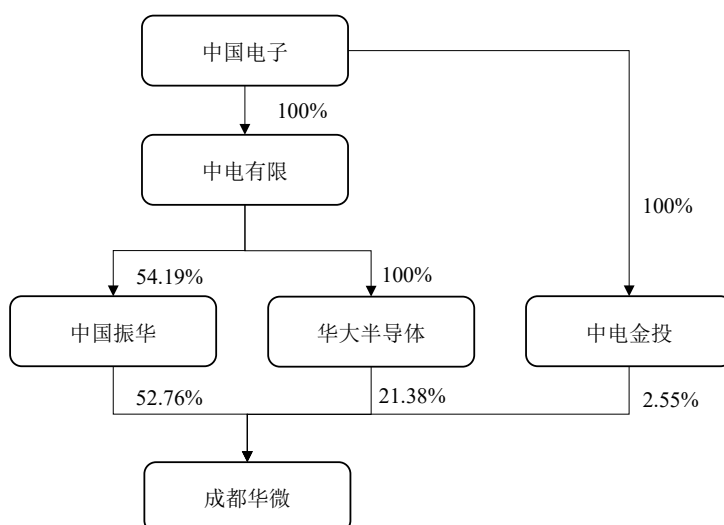 中国电子
100%
中电有限
100%
54.19%
100%
中国振华
华大半导体
中电金投
52.76%
21.38%
2.55%
成都华微